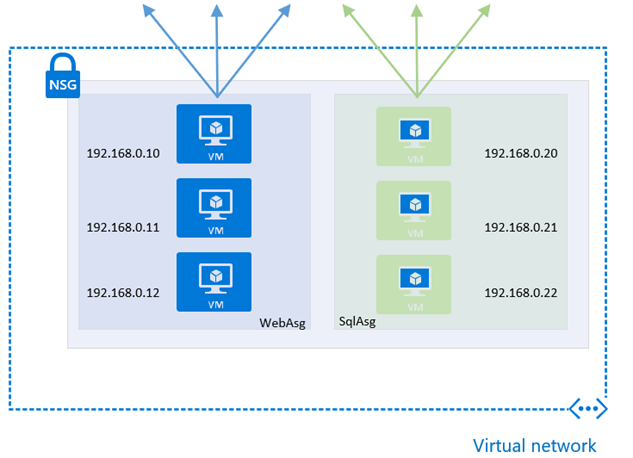 NSG
192.168.0.10
VM
192.168.0.11
VM
192.168.0.12
VM
WebAsg
VM
192.168.0.20
VM
192.168.0.21
VM
192.168.0.22
SqlAsg
Virtual network